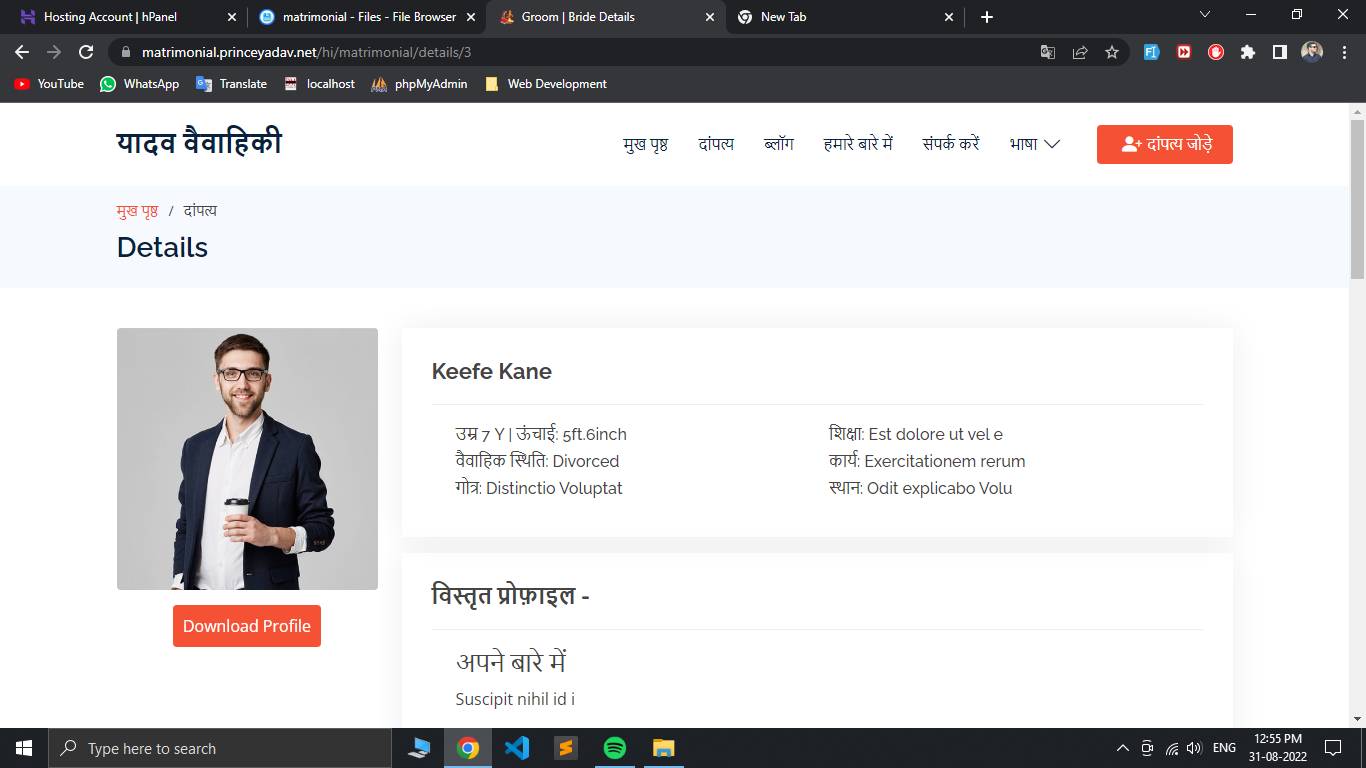 Hosting Account | hPanel
matrimonial - Files - File Browser
Groom | Bride Details
New Tab
matrimonial.princeyadav.net/hi/matrimonial/details/3
YouTube
WhatsApp
Translate
localhost
phpMyAdmin
Web Development
यादव वैवाहिकी
मुख पृष्ठ
दांपत्य
ब्लॉग
हमारे बारे में
संपर्क करें
भाषा
दांपत्य जोड़े
मुख पृष्ठ / दांपत्य
Details
Keefe Kane
उम्र 7 Y | ऊंचाई: 5ft.6inch
वैवाहिक स्थिति: Divorced
गोत्र: Distinctio Voluptat
शिक्षा: Est dolore ut vel e
कार्य: Exercitationem rerum
स्थान: Odit explicabo Volu
Download Profile
विस्तृत प्रोफ़ाइल -
अपने बारे में
Suscipit nihil id i
Type here to search
ENG
12:55 PM
31-08-2022